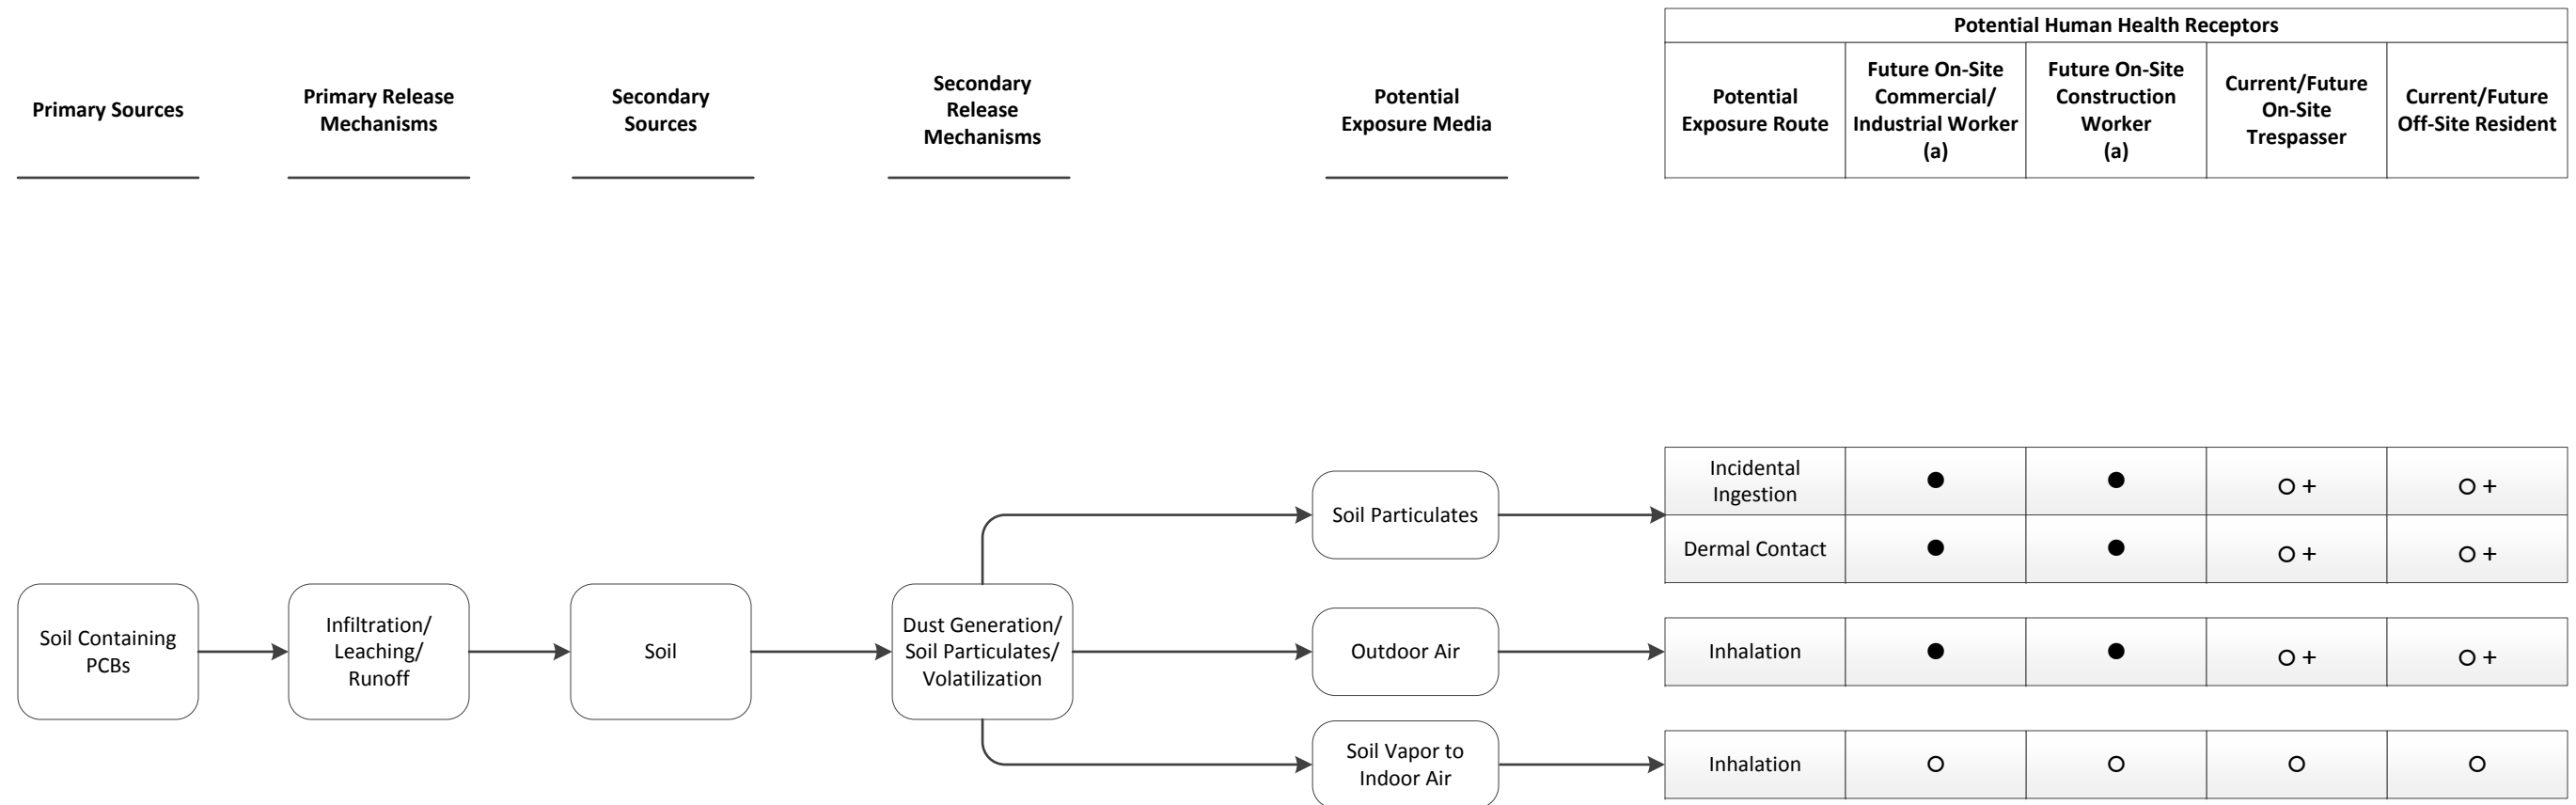 Potential Human Health Receptors
Primary Sources
Primary Release
Mechanisms
Secondary
Sources
Secondary
Release
Mechanisms
Potential
Exposure Media
Potential
Exposure Route
Future On-Site
Commercial/
Industrial Worker
(a)
Future On-Site
Construction
Worker
(a)
Current/Future
On-Site
Trespasser
Current/Future
Off-Site Resident
Soil Containing
PCBs
Infiltration/
Leaching/
Runoff
Soil
Dust Generation/
Soil Particulates/
Volatilization
Soil Particulates
Incidental
Ingestion
● ● ○ + ○ +
Dermal Contact
● ● ○ + ○ +
Outdoor Air
Inhalation
● ● ○ + ○ +
Soil Vapor to
Indoor Air
Inhalation
○ ○ ○ ○